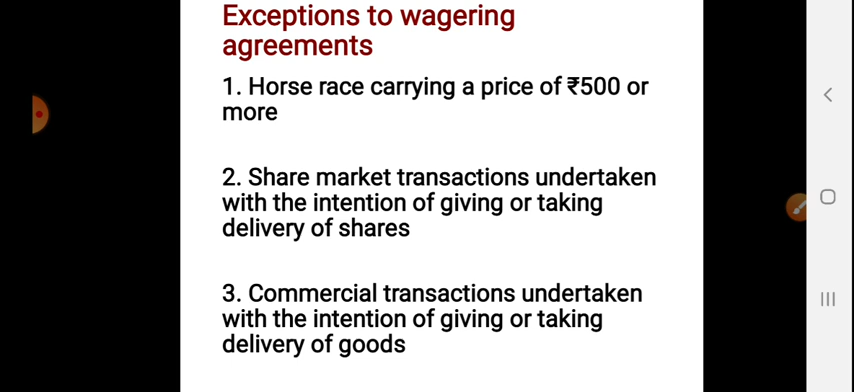 Exceptions to wagering
agreements
1. Horse race carrying a price of ₹500 or
more
2. Share market transactions undertaken
with the intention of giving or taking
delivery of shares
3. Commercial transactions undertaken
with the intention of giving or taking
delivery of goods